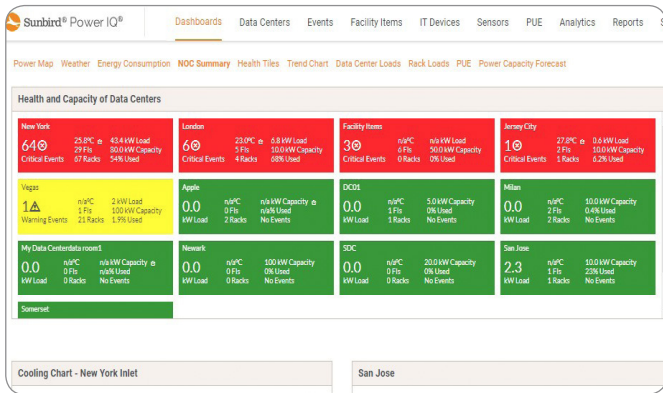 Sunbird® Power IQ®
Dashboards Data Centers Events Facility Items IT Devices Sensors PUE Analytics Reports S
Power Map Weather Energy Consumption NOC Summary Health Tiles Trend Chart Data Center Loads Rack Loads PUE Power Capacity Forecast
Health and Capacity of Data Centers
New York
64 25.8°C 43.4 kW Load
29 FIs 80.0 kW Capacity
Critical Events 67 Racks 54% Used
London
6 23.0°C 6.8 kW Load
5 FIs 10.0 kW Capacity
Critical Events 4 Racks 68% Used
Facility Items
3 n/a°C n/a kW Load
6 FIs 50.0 kW Capacity
Critical Events 0 Racks 0% Used
Jersey City
1 27.8°C 0.6 kW Load
2 FIs 10.0 kW Capacity
Critical Events 1 Racks 6.2% Used
Vegas
1 n/a°C 2 kW Load
1 FIs 100 kW Capacity
Warning Events 21 Racks 1.9% Used
Apple
0.0 n/a°C n/a kW Capacity
0 FIs n/a% Used
kW Load 2 Racks No Events
DC01
0.0 n/a°C 5.0 kW Capacity
1 FIs 0% Used
kW Load 1 Racks No Events
Milan
0.0 n/a°C 10.0 kW Capacity
2 FIs 0.4% Used
kW Load 1 Racks No Events
My Data Centerdata room1
0.0 n/a°C n/a kW Capacity
0 FIs n/a% Used
kW Load 0 Racks No Events
Newark
0.0 n/a°C 100 kW Capacity
0 FIs 0% Used
kW Load 0 Racks No Events
SDC
0.0 n/a°C 20.0 kW Capacity
0 FIs 0% Used
kW Load 0 Racks No Events
San Jose
2.3 n/a°C 10.0 kW Capacity
1 FIs 23% Used
kW Load 1 Racks No Events
Somerset
Cooling Chart - New York Inlet
San Jose